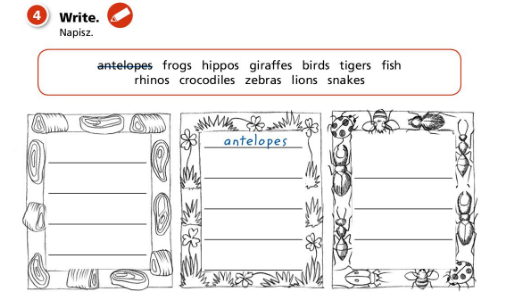 4 Write.
Napisz.
antelopes frogs hippos giraffes birds tigers fish
rhinos crocodiles zebras lions snakes
antelopes